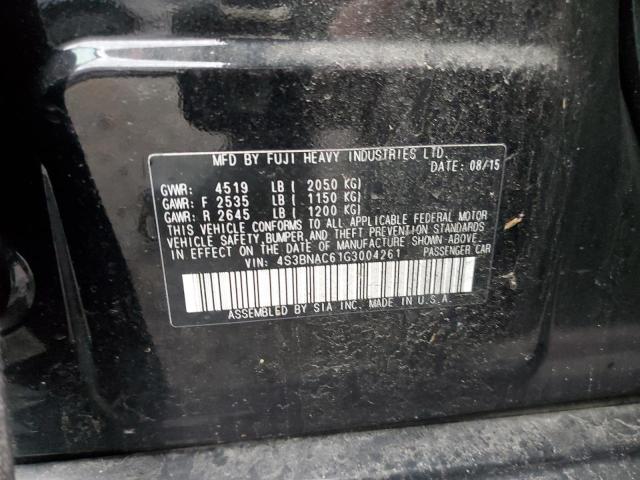 MFD BY FUJI HEAVY INDUSTRIES LTD.
DATE: 08/15
GVWR: 4519 LB ( 2050 KG)
GAWR: F 2535 LB ( 1150 KG)
GAWR: R 2645 LB ( 1200 KG)
THIS VEHICLE CONFORMS TO ALL APPLICABLE FEDERAL MOTOR
VEHICLE SAFETY,BUMPER,AND THEFT PREVENTION STANDARDS
IN EFFECT ON THE DATE OF MANUFACTURE SHOWN ABOVE.
VIN: 4S3BNAC61G3004261 PASSENGER CAR
ASSEMBLED BY SIA INC. MADE IN U.S.A.